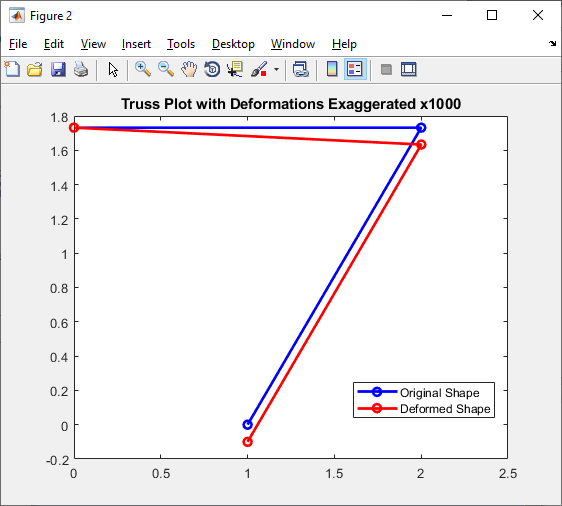 Figure 2
File Edit View Insert Tools Desktop Window Help
Truss Plot with Deformations Exaggerated x1000
1.8
1.6
1.4
1.2
1
0.8
0.6
0.4
0.2
0
-0.2
Original Shape
Deformed Shape
0 0.5 1 1.5 2 2.5